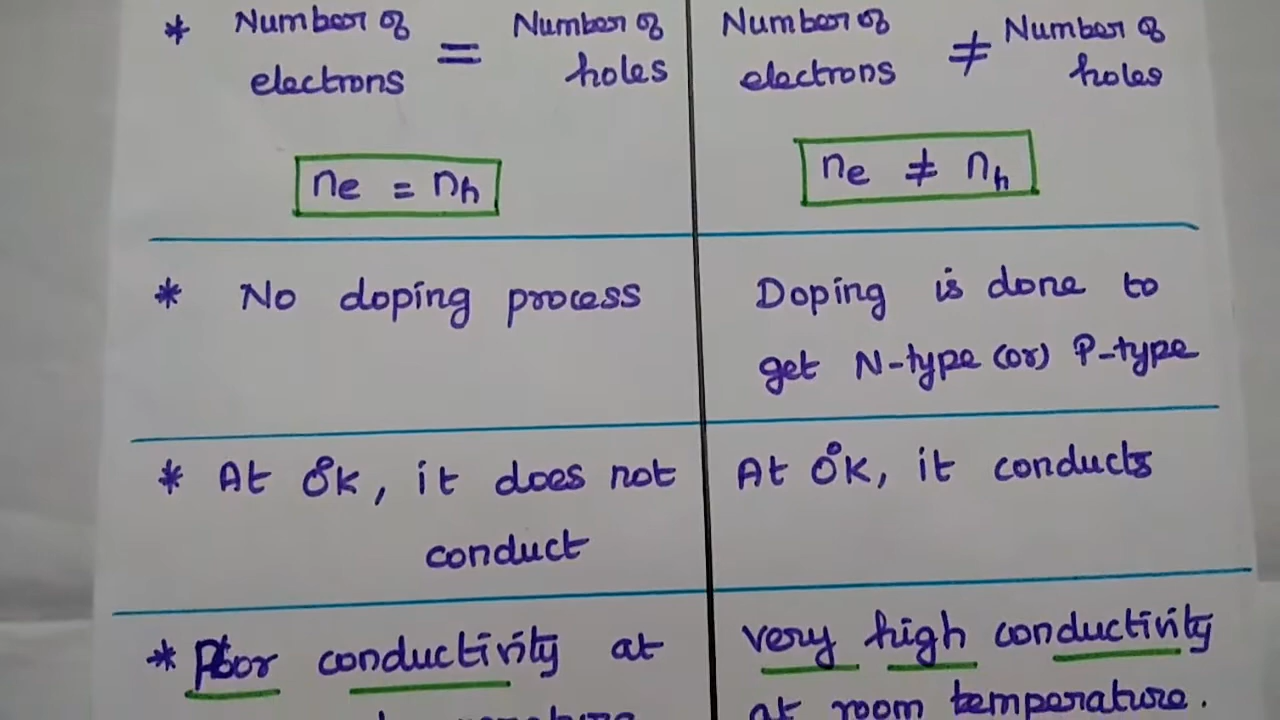 * Number of electrons = Number of holes
ne = nh
Number of electrons ≠ Number of holes
ne ≠ nh
* No doping process
Doping is done to
get N-type (or) P-type
* At 0°K, it does not
conduct
At 0°K, it conducts
* Poor conductivity at
very high conductivity
at room temperature.